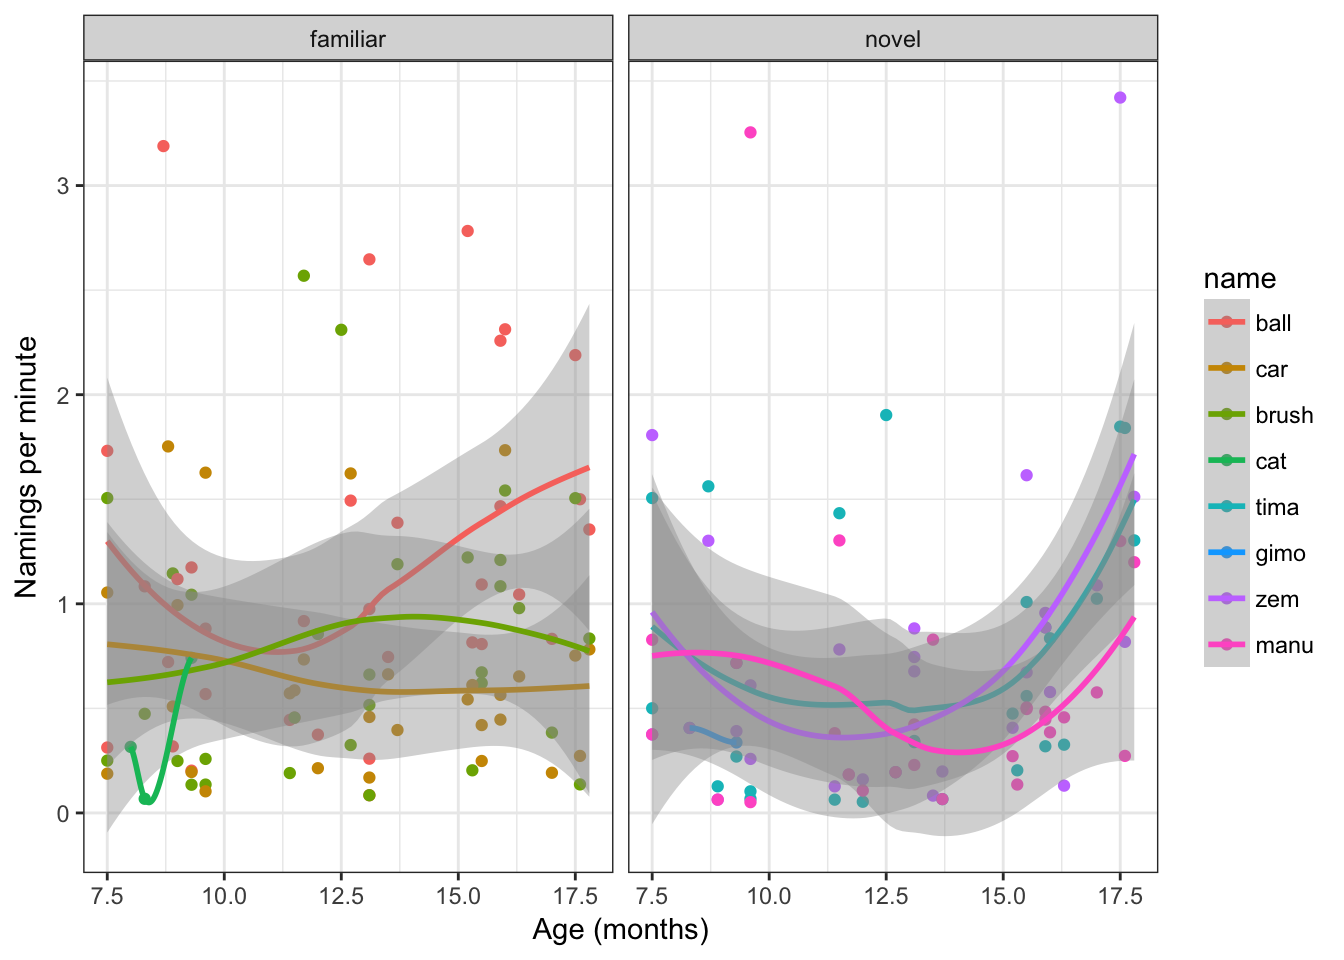 familiar
novel
3
2
1
0
Namings per minute
7.5
10.0
12.5
15.0
17.5
7.5
10.0
12.5
15.0
17.5
Age (months)
name
ball
car
brush
cat
tima
gimo
zem
manu